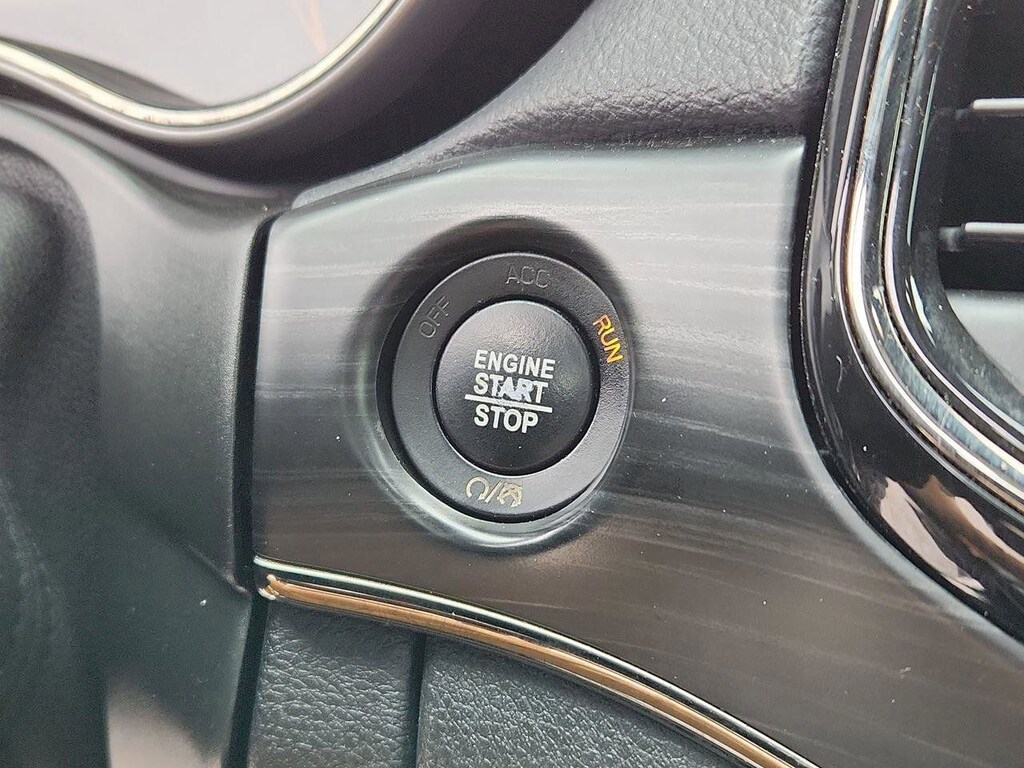 OFF
ACC
RUN
ENGINE
START
STOP